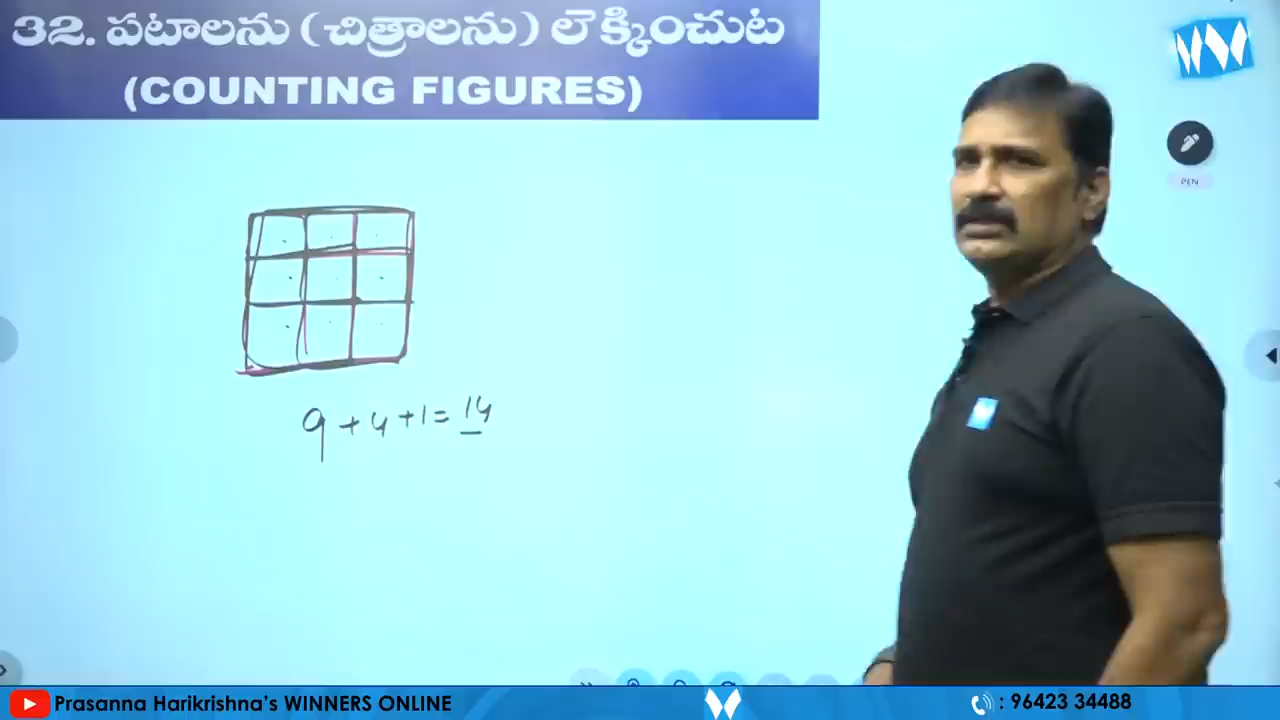 32. పటాలను (చిత్రాలను) లెక్కించుట
(COUNTING FIGURES)
W
PEN
9 + 4 + 1 = 14
Prasanna Harikrishna's WINNERS ONLINE
: 96423 34488